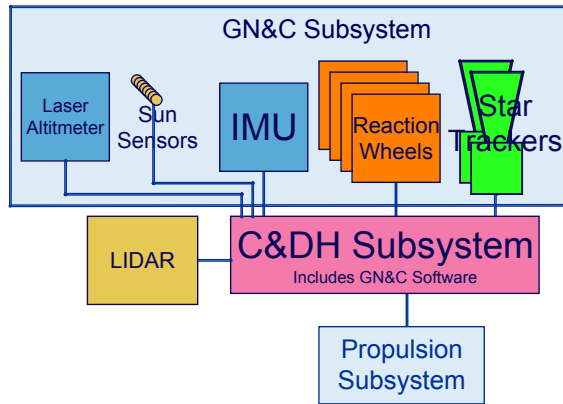 GN&C Subsystem
Laser
Altitmeter
Sun
Sensors
IMU
Reaction
Wheels
Star
Trackers
LIDAR
C&DH Subsystem
Includes GN&C Software
Propulsion
Subsystem